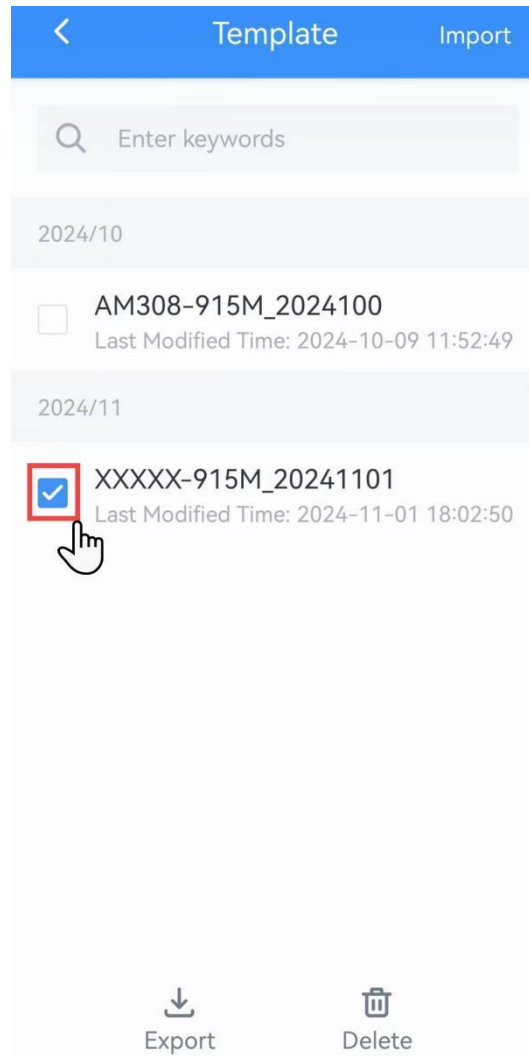 Template
Import
Enter keywords
2024/10
AM308-915M_2024100
Last Modified Time: 2024-10-09 11:52:49
2024/11
XXXXX-915M_20241101
Last Modified Time: 2024-11-01 18:02:50
Export
Delete